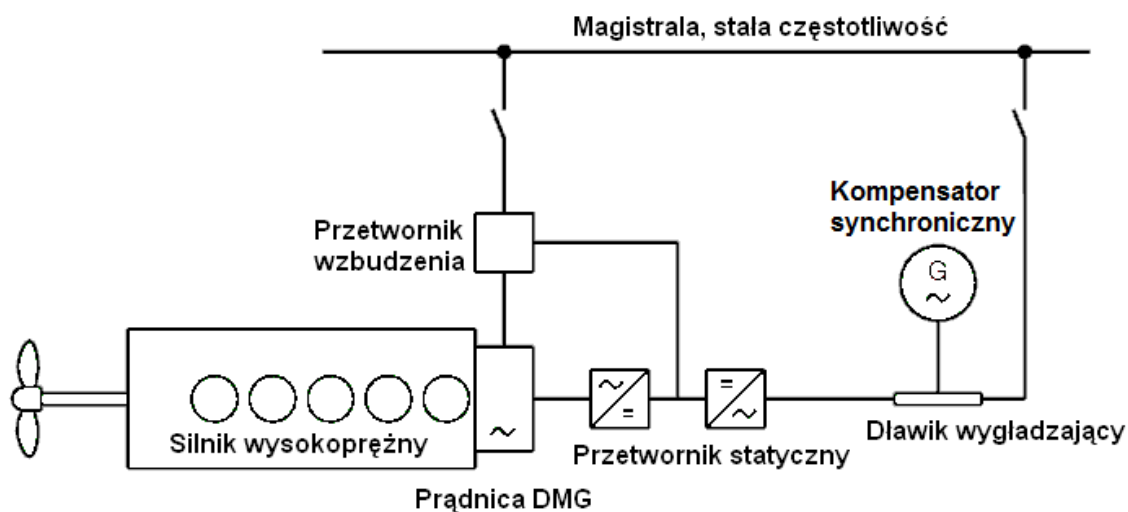 Magistrala, stała częstotliwość
Kompensator
synchroniczny
Przetwornik
wzbudzenia
G
~
Silnik wysokoprężny
~
~
=
=
~
Dławik wygładzający
Przetwornik statyczny
Prądnica DMG